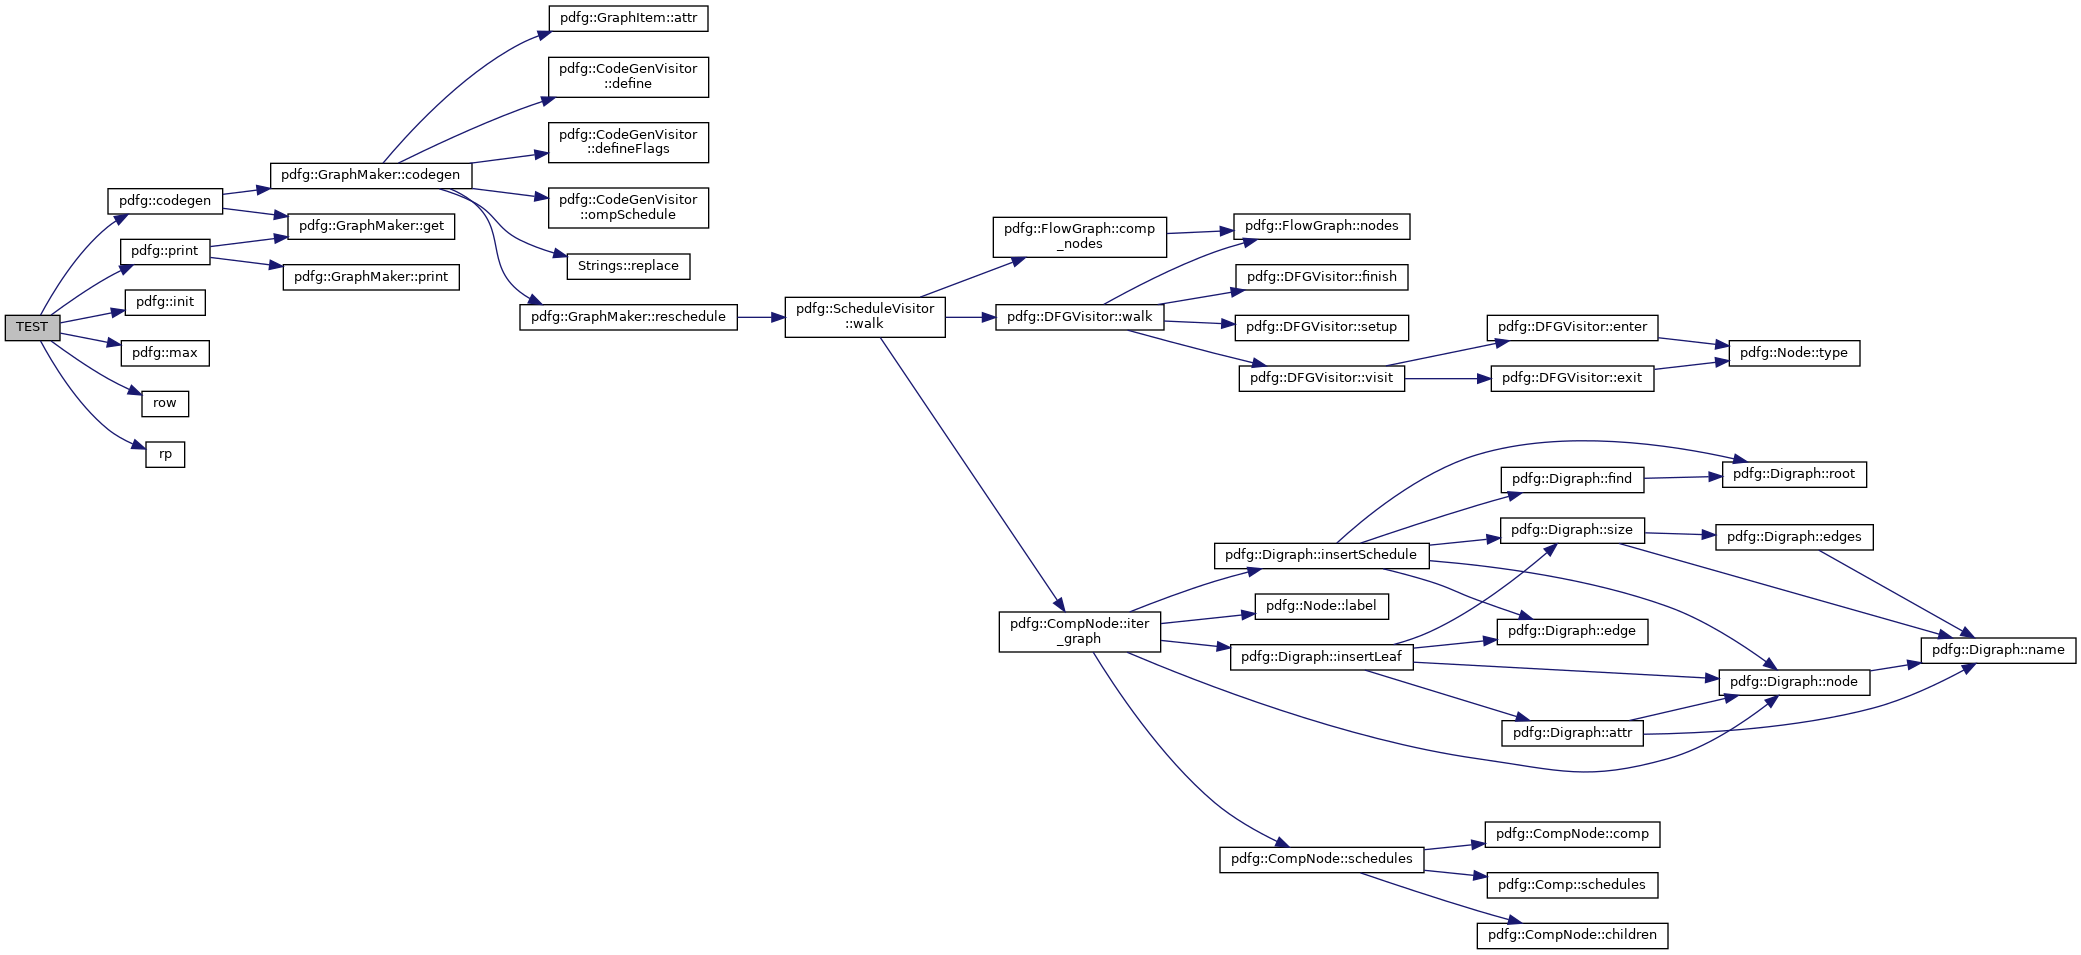 TEST
pdfg::codegen
pdfg::print
pdfg::init
pdfg::max
row
rp
pdfg::GraphMaker::codegen
pdfg::GraphMaker::get
pdfg::GraphMaker::print
pdfg::GraphItem::attr
pdfg::CodeGenVisitor
::define
pdfg::CodeGenVisitor
::defineFlags
pdfg::CodeGenVisitor
::ompSchedule
Strings::replace
pdfg::GraphMaker::reschedule
pdfg::ScheduleVisitor
::walk
pdfg::FlowGraph::comp
_nodes
pdfg::DFGVisitor::walk
pdfg::FlowGraph::nodes
pdfg::DFGVisitor::finish
pdfg::DFGVisitor::setup
pdfg::DFGVisitor::visit
pdfg::DFGVisitor::enter
pdfg::DFGVisitor::exit
pdfg::Node::type
pdfg::CompNode::iter
_graph
pdfg::Digraph::insertSchedule
pdfg::Node::label
pdfg::Digraph::insertLeaf
pdfg::CompNode::schedules
pdfg::Digraph::find
pdfg::Digraph::size
pdfg::Digraph::edge
pdfg::Digraph::attr
pdfg::Digraph::root
pdfg::Digraph::edges
pdfg::Digraph::node
pdfg::Digraph::name
pdfg::CompNode::comp
pdfg::Comp::schedules
pdfg::CompNode::children